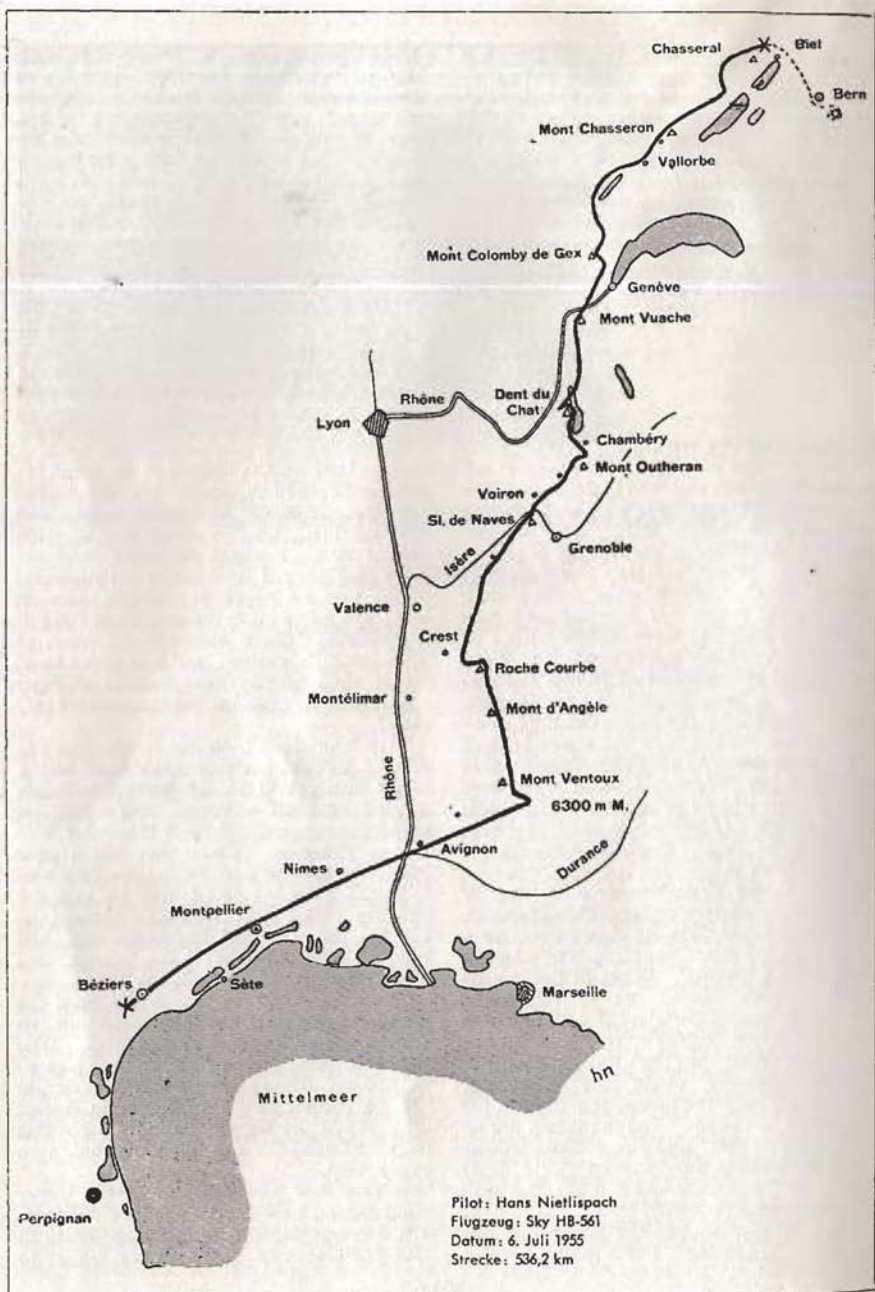 Chasseral
Biel
Bern
Mont Chasseron
Vallorbe
Mont Colomby de Gex
Genève
Mont Vuache
Rhône
Dent du
Chat
Lyon
Chambéry
Mont Outheran
Voiron
Sl. de Naves
Grenoble
Isère
Valence
Crest
Roche Courbe
Montélimar
Mont d'Angèle
Rhône
Mont Ventoux
6300 m M.
Avignon
Durance
Nimes
Montpellier
Béziers
Sète
Marseille
hn
Mittelmeer
Perpignan
Pilot: Hans Nietlispach
Flugzeug: Sky HB-561
Datum: 6. Juli 1955
Strecke: 536,2 km